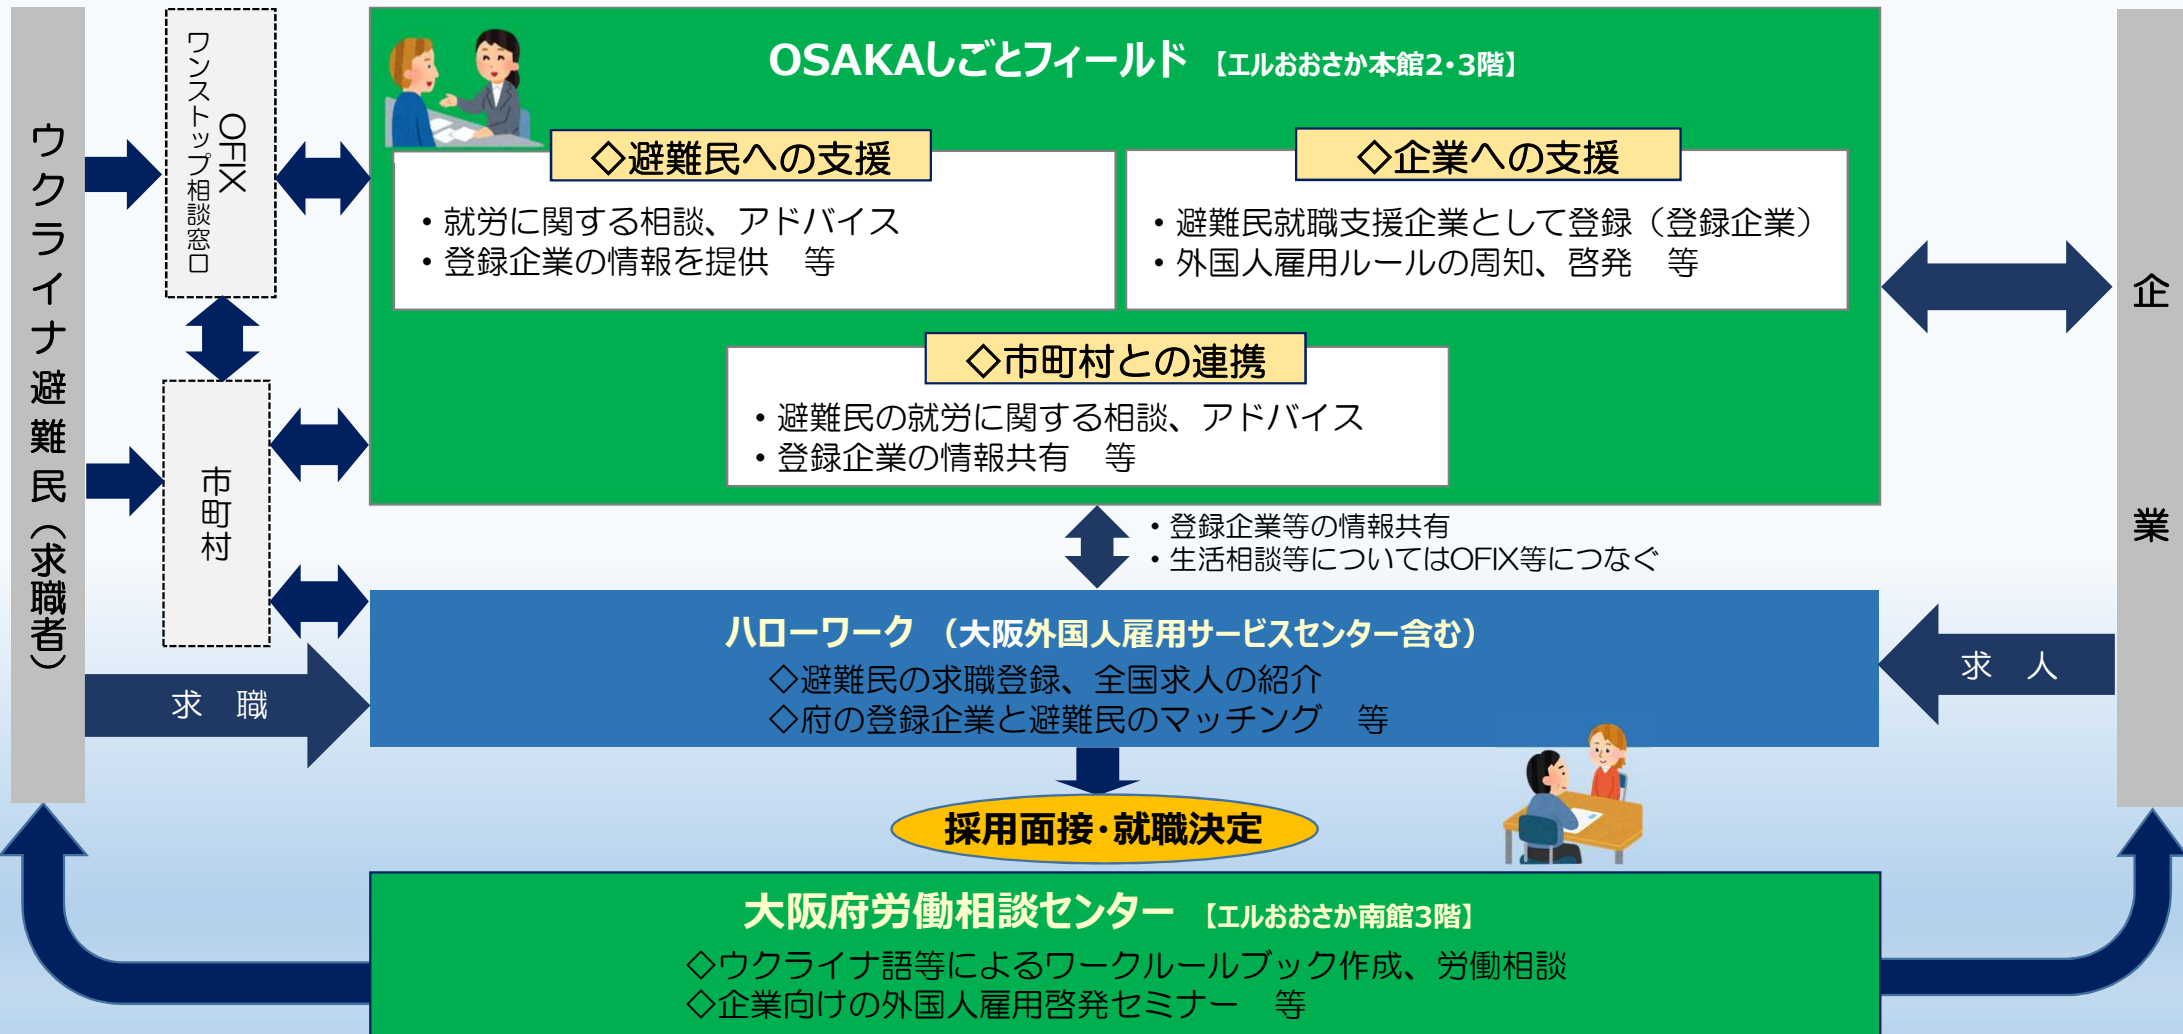 ウクライナ避難民（求職者）
OFIX
ワンストップ相談窓口
市町村
OSAKAしごとフィールド 【エルおおさか本館2・3階】
◇避難民への支援
・就労に関する相談、アドバイス
・登録企業の情報を提供　等
◇企業への支援
・避難民就職支援企業として登録（登録企業）
・外国人雇用ルールの周知、啓発　等
◇市町村との連携
・避難民の就労に関する相談、アドバイス
・登録企業の情報共有　等
・登録企業等の情報共有
・生活相談等についてはOFIX等につなぐ
企業
求　職
ハローワーク （大阪外国人雇用サービスセンター含む）
◇避難民の求職登録、全国求人の紹介
◇府の登録企業と避難民のマッチング　等
求　人
採用面接・就職決定
大阪府労働相談センター 【エルおおさか南館3階】
◇ウクライナ語等によるワークルールブック作成、労働相談
◇企業向けの外国人雇用啓発セミナー　等